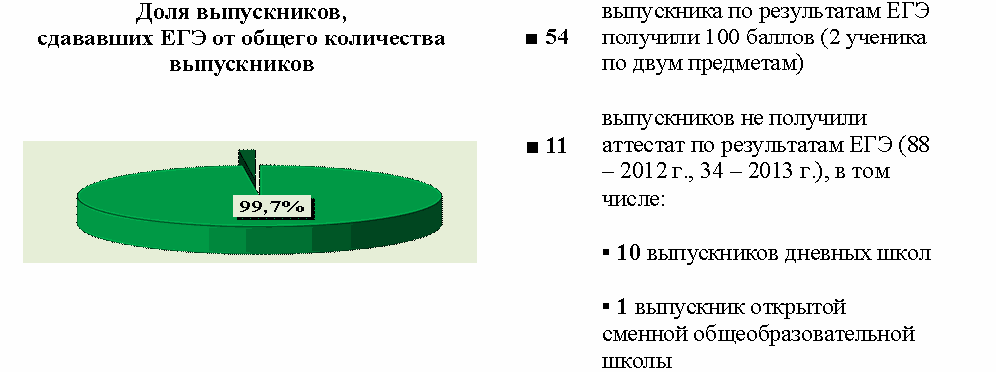 Доля выпускников,
сдававших ЕГЭ от общего количества
выпускников
99,7%
■ 54
выпускника по результатам ЕГЭ
получили 100 баллов (2 ученика
по двум предметам)
■ 11
выпускников не получили
аттестат по результатам ЕГЭ (88
– 2012 г., 34 – 2013 г.), в том
числе:
▪ 10 выпускников дневных школ
▪ 1 выпускник открытой
сменной общеобразовательной
школы